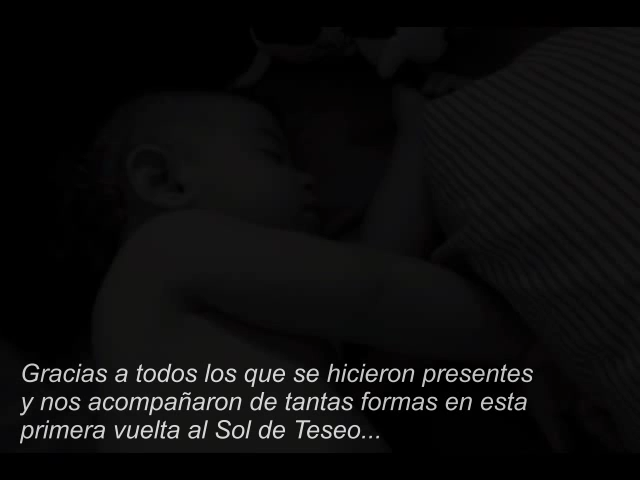 Gracias a todos los que se hicieron presentes
y nos acompañaron de tantas formas en esta
primera vuelta al Sol de Teseo...